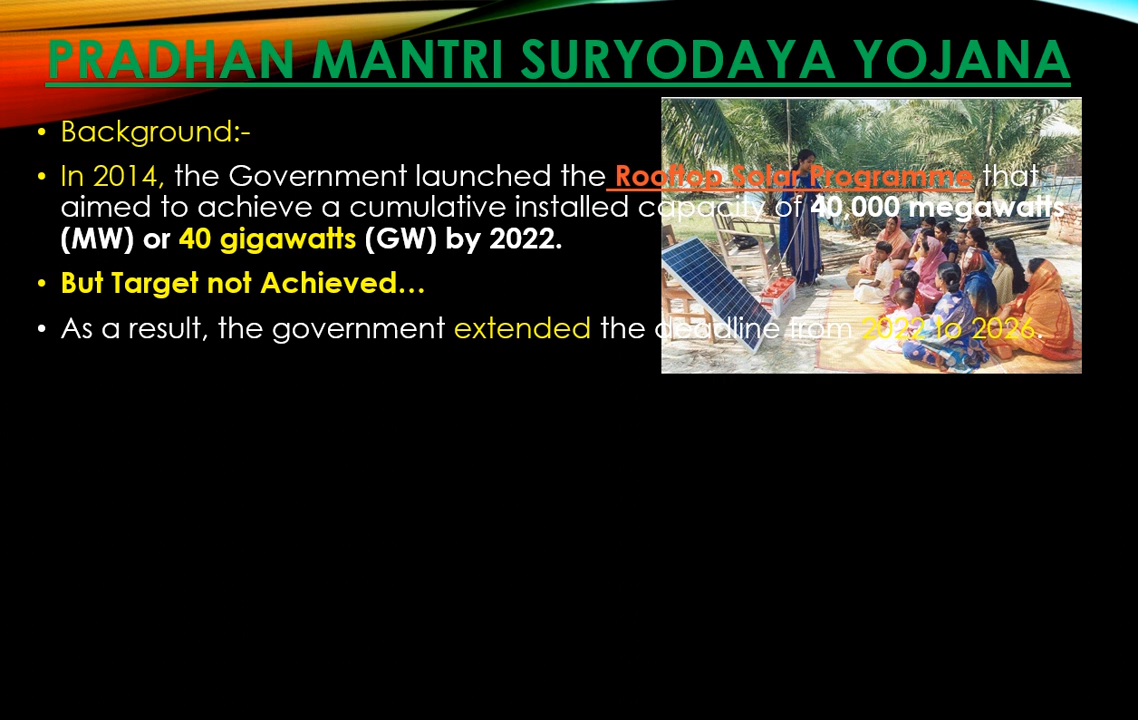 PRADHAN MANTRI SURYODAYA YOJANA
• Background:-
• In 2014, the Government launched the Rooftop Solar Programme that
aimed to achieve a cumulative installed capacity of 40,000 megawatts
(MW) or 40 gigawatts (GW) by 2022.
• But Target not Achieved…
• As a result, the government extended the deadline from 2022 to 2026.